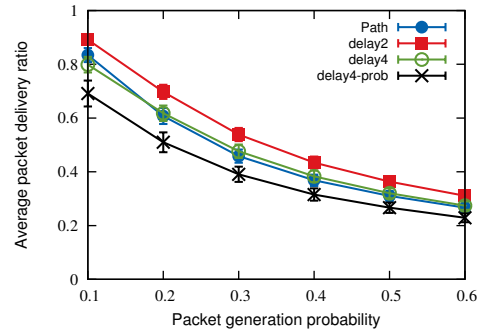 Average packet delivery ratio
1
0.8
0.6
0.4
0.2
0
Path
delay2
delay4
delay4-prob
0.1 0.2 0.3 0.4 0.5 0.6
Packet generation probability